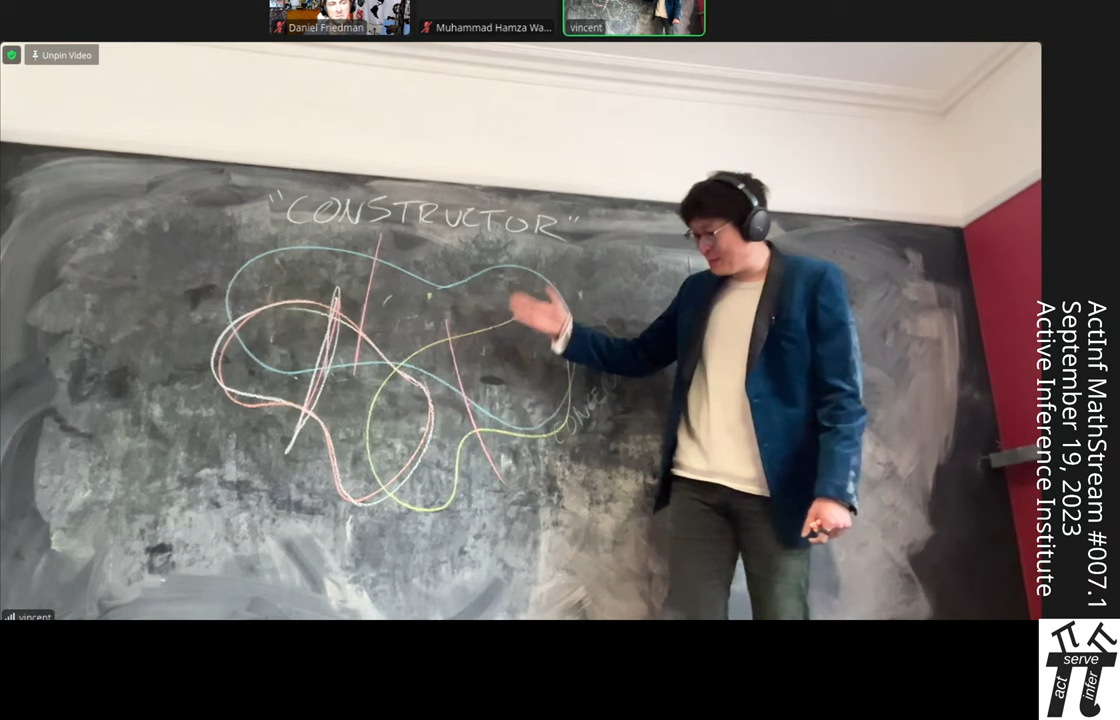 Daniel Friedman
Muhammad Hamza Wa...
vincent
Unpin Video
"CONSTRUCTOR"
vincent
ActInf MathStream #007.1
September 19, 2023
Active Inference Institute
serve
act
infer